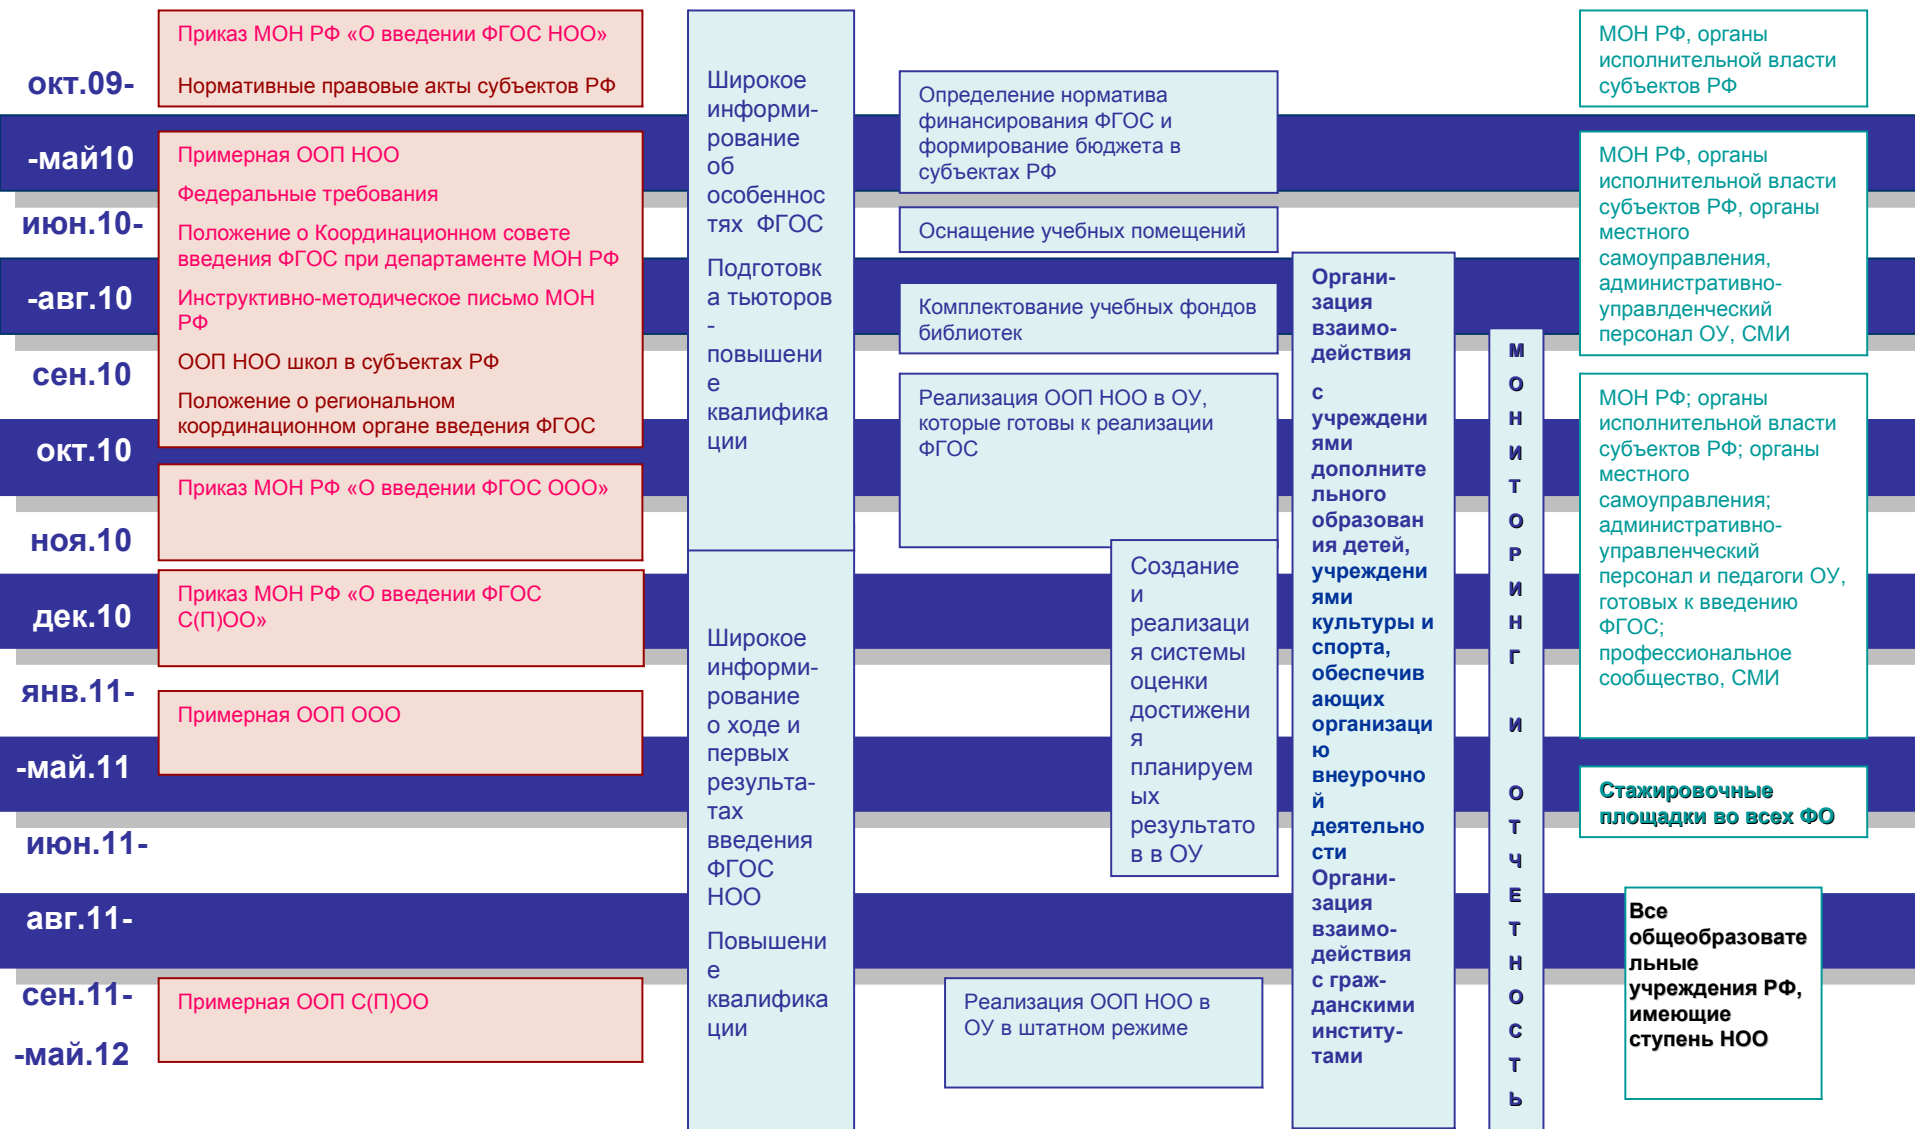 окт.09-
-май10
июн.10-
-авг.10
сен.10
окт.10
ноя.10
дек.10
янв.11-
-май.11
июн.11-
авг.11-
сен.11-
-май.12
Приказ МОН РФ «О введении ФГОС НОО»
Нормативные правовые акты субъектов РФ
Примерная ООП НОО
Федеральные требования
Положение о Координационном совете
введения ФГОС при департаменте МОН РФ
Инструктивно-методическое письмо МОН
РФ
ООП НОО школ в субъектах РФ
Положение о региональном
координационном органе введения ФГОС
Приказ МОН РФ «О введении ФГОС ООО»
Приказ МОН РФ «О введении ФГОС
С(П)ОО»
Примерная ООП ООО
Примерная ООП С(П)ОО
Широкое
информи-
рование
об
особеннос
тях ФГОС
Подготовк
а тьюторов
-
повышени
е
квалифика
ции
Широкое
информи-
рование
о ходе и
первых
результа-
тах
введения
ФГОС
НОО
Повышени
е
квалифика
ции
Определение норматива
финансирования ФГОС и
формирование бюджета в
субъектах РФ
Оснащение учебных помещений
Комплектование учебных фондов
библиотек
Реализация ООП НОО в ОУ,
которые готовы к реализации
ФГОС
Создание
и
реализаци
я системы
оценки
достижени
я
планируем
ых
результато
в в ОУ
Реализация ООП НОО в
ОУ в штатном режиме
Органи-
зация
взаимо-
действия
с
учреждени
ями
дополните
льного
образован
ия детей,
учреждени
ями
культуры и
спорта,
обеспечив
ающих
организаци
ю
внеурочно
й
деятельно
сти
Органи-
зация
взаимо-
действия
с граж-
данскими
институ-
тами
М
О
Н
И
Т
О
Р
И
Н
Г
И
О
Т
Ч
Е
Т
Н
О
С
Т
Ь
МОН РФ, органы
исполнительной власти
субъектов РФ
МОН РФ, органы
исполнительной власти
субъектов РФ, органы
местного
самоуправления,
административно-
управлденческий
персонал ОУ, СМИ
МОН РФ; органы
исполнительной власти
субъектов РФ; органы
местного
самоуправления;
административно-
управленческий
персонал и педагоги ОУ,
готовых к введению
ФГОС;
профессиональное
сообщество, СМИ
Стажировочные
площадки во всех ФО
Все
общеобразовате
льные
учреждения РФ,
имеющие
ступень НОО